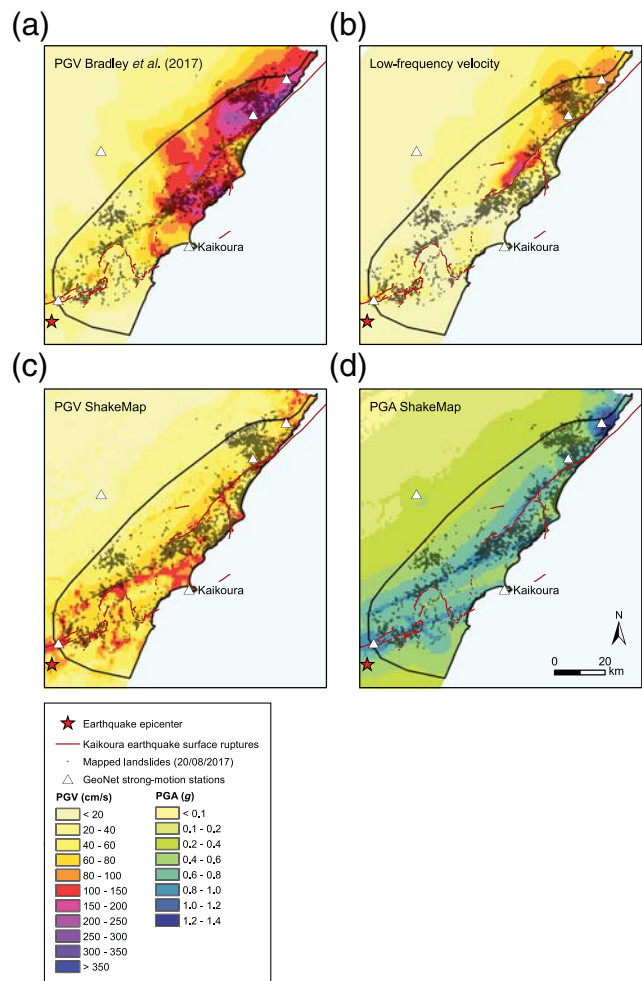 (a)
(b)
PGV Bradley et al. (2017)
Low-frequency velocity
Kaikoura
Kaikoura
(c)
(d)
PGV ShakeMap
PGA ShakeMap
Kaikoura
Kaikoura
N
0 20
km
Earthquake epicenter
Kaikoura earthquake surface ruptures
Mapped landslides (20/08/2017)
GeoNet strong-motion stations
PGV (cm/s)
PGA (g)
< 20
< 0.1
20 - 40
0.1 - 0.2
40 - 60
0.2 - 0.4
60 - 80
0.4 - 0.6
80 - 100
0.6 - 0.8
100 - 150
0.8 - 1.0
150 - 200
1.0 - 1.2
200 - 250
1.2 - 1.4
250 - 300
300 - 350
> 350